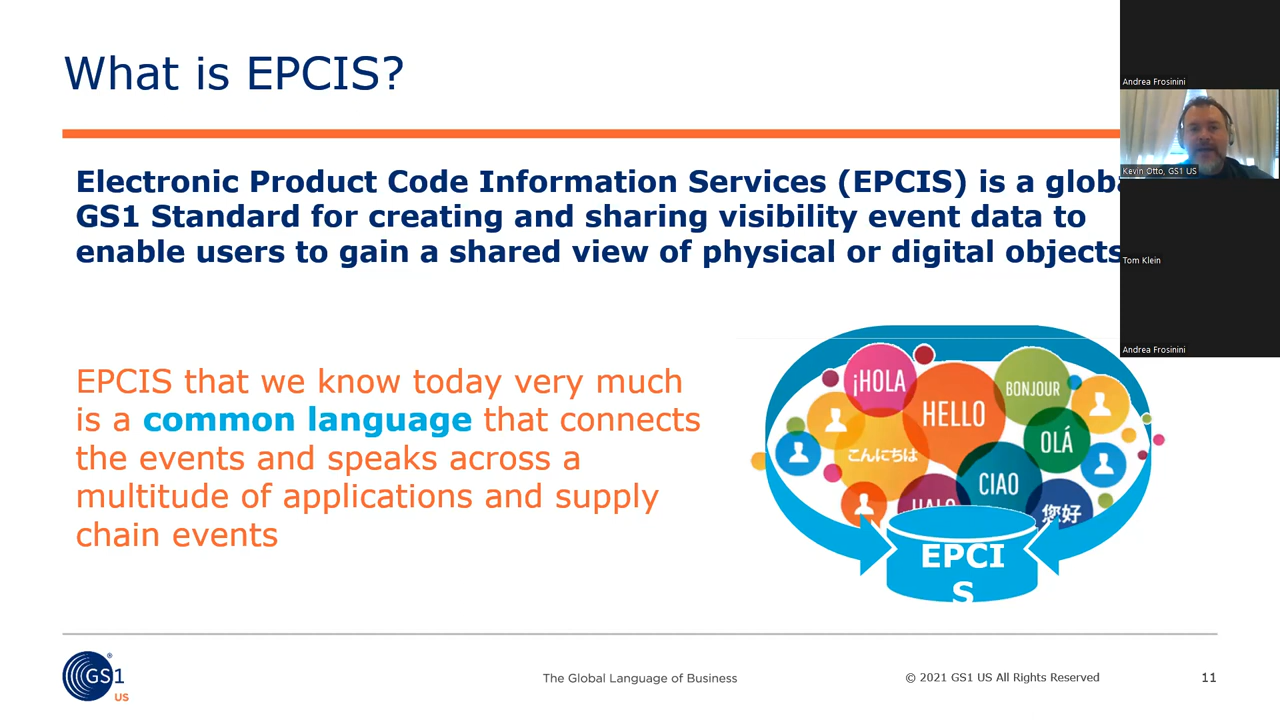 What is EPCIS?
Electronic Product Code Information Services (EPCIS) is a
GS1 Standard for creating and sharing visibility event data to
enable users to gain a shared view of physical or digital objects
EPCIS that we know today very much
is a common language that connects
the events and speaks across a
multitude of applications and supply
chain events
¡HOLA
HELLO
BONJOUR
こんにちは
OLÁ
CIAO
您好
EPCI
S
Andrea Frosinini
Kevin Otto, GS1 US
Tom Klein
Andrea Frosinini
GS1®
US
The Global Language of Business
© 2021 GS1 US All Rights Reserved
11